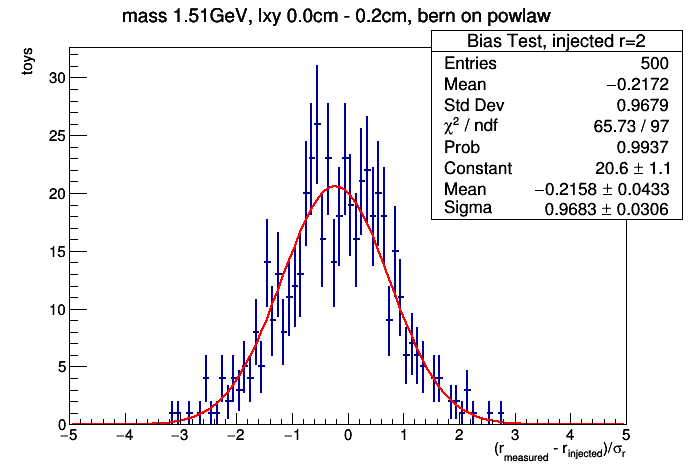 mass 1.51GeV, lxy 0.0cm - 0.2cm, bern on powlaw
Bias Test, injected r=2
Entries 500
Mean −0.2172
Std Dev 0.9679
χ² / ndf 65.73 / 97
Prob 0.9937
Constant 20.6 ± 1.1
Mean −0.2158 ± 0.0433
Sigma 0.9683 ± 0.0306
toys
30
25
20
15
10
5
0
−5 −4 −3 −2 −1 0 1 2 3 4 5
(r_measured - r_injected)/σ_r